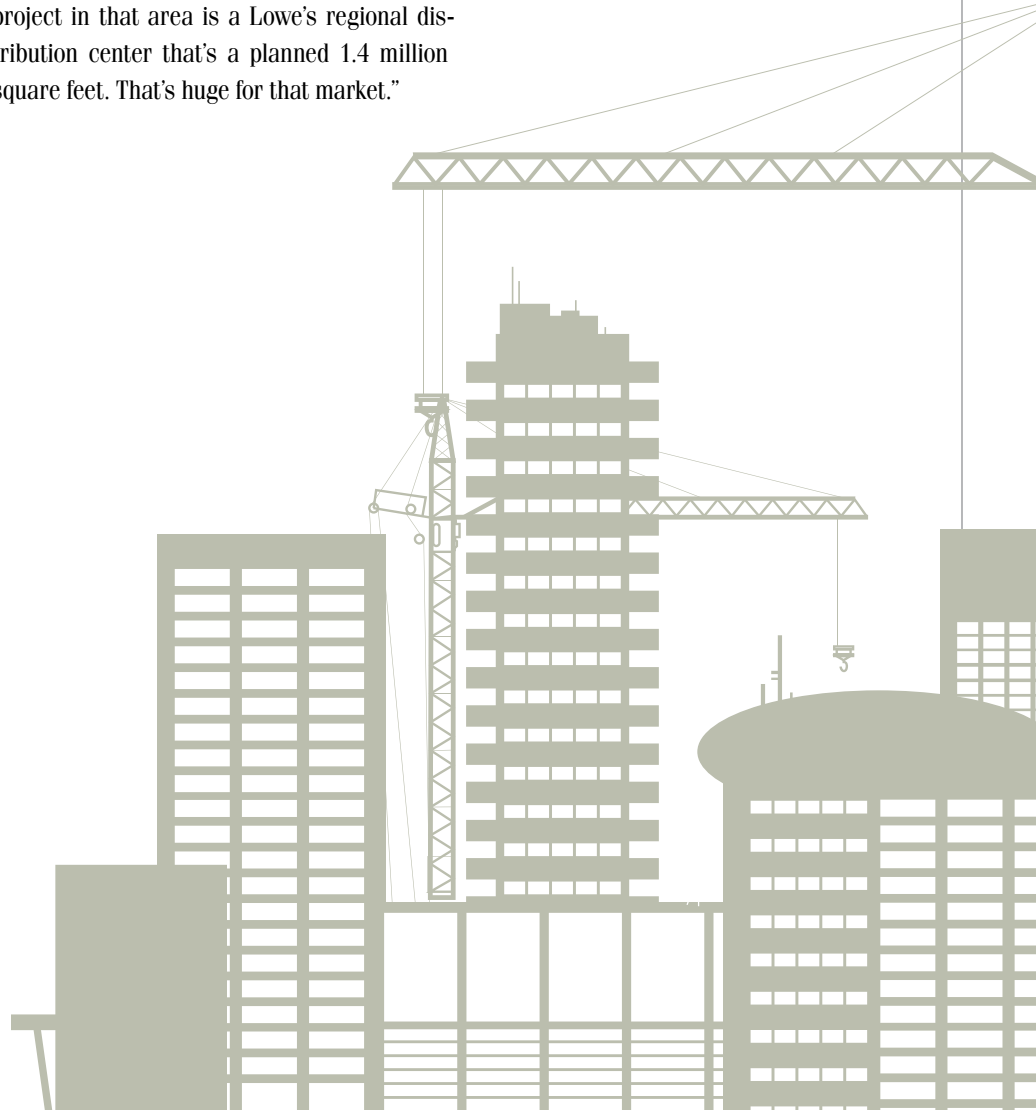 project in that area is a Lowe’s regional dis-
tribution center that’s a planned 1.4 million
square feet. That’s huge for that market.”